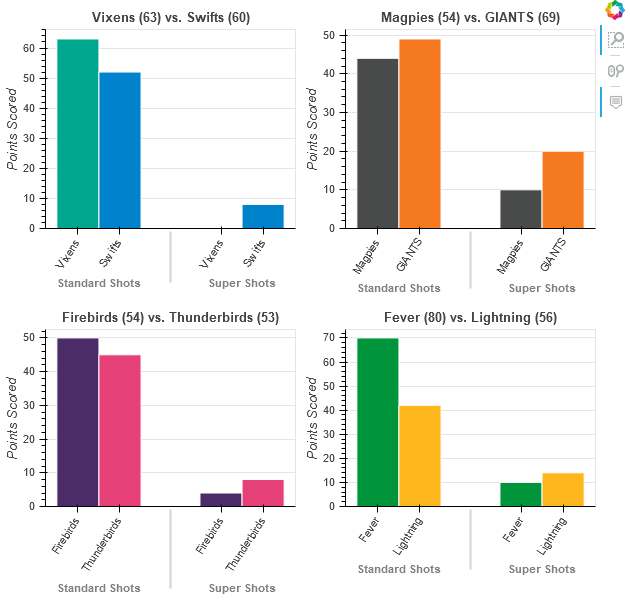 Vixens (63) vs. Swifts (60)
Points Scored
60
50
40
30
20
10
0
Vixens
Swifts
Vixens
Swifts
Standard Shots
Super Shots
Magpies (54) vs. GIANTS (69)
Points Scored
50
40
30
20
10
0
Magpies
GIANTS
Magpies
GIANTS
Standard Shots
Super Shots
Firebirds (54) vs. Thunderbirds (53)
Points Scored
50
40
30
20
10
0
Firebirds
Thunderbirds
Firebirds
Thunderbirds
Standard Shots
Super Shots
Fever (80) vs. Lightning (56)
Points Scored
70
60
50
40
30
20
10
0
Fever
Lightning
Fever
Lightning
Standard Shots
Super Shots